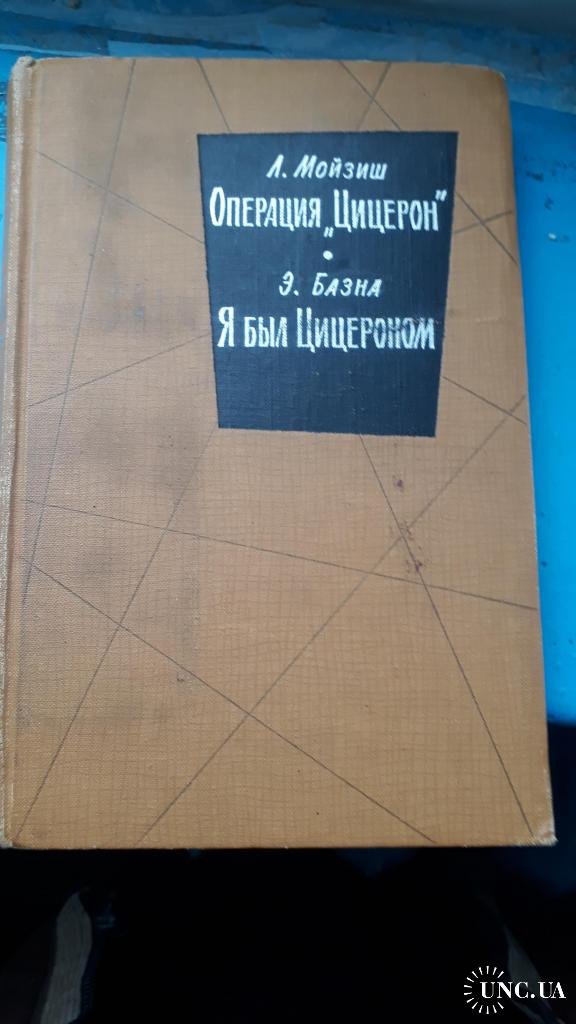 Л. Мойзиш
Операция „Цицерон"
Э. Базна
Я был Цицероном
UNC.UA